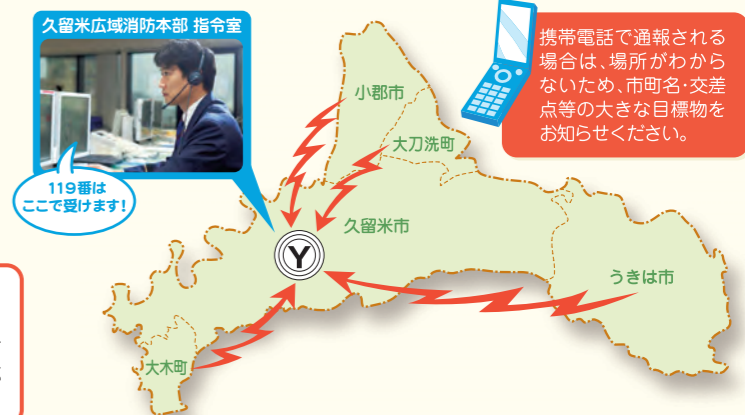 久留米広域消防本部 指令室
119番は
ここで受けます!
携帯電話で通報される
場合は、場所がわから
ないため、市町名・交差
点等の大きな目標物を
お知らせください。
小郡市
大刀洗町
久留米市
Y
うきは市
大木町